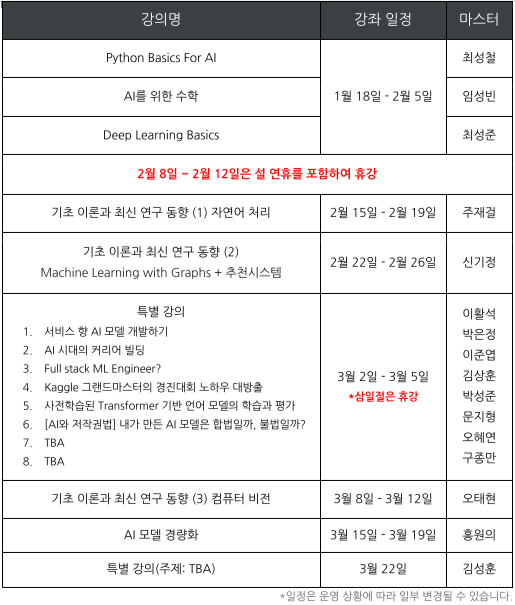 강의명 강좌 일정 마스터
Python Basics For AI 최성철
AI를 위한 수학 1월 18일 - 2월 5일 임성빈
Deep Learning Basics 최성준
2월 8일 ~ 2월 12일은 설 연휴를 포함하여 휴강
기초 이론과 최신 연구 동향 (1) 자연어 처리 2월 15일 - 2월 19일 주재걸
기초 이론과 최신 연구 동향 (2)
Machine Learning with Graphs + 추천시스템
2월 22일 - 2월 26일 신기정
특별 강의
1. 서비스 향 AI 모델 개발하기
2. AI 시대의 커리어 빌딩
3. Full stack ML Engineer?
4. Kaggle 그랜드마스터의 경진대회 노하우 대방출
5. 사전학습된 Transformer 기반 언어 모델의 학습과 평가
6. [AI와 저작권법] 내가 만든 AI 모델은 합법일까, 불법일까?
7. TBA
8. TBA
3월 2일 - 3월 5일
*삼일절은 휴강
이활석
박은정
이준엽
김상훈
박성준
문지형
오혜연
구종만
기초 이론과 최신 연구 동향 (3) 컴퓨터 비전 3월 8일 - 3월 12일 오태현
AI 모델 경량화 3월 15일 - 3월 19일 홍원의
특별 강의(주제: TBA) 3월 22일 김성훈
*일정은 운영 상황에 따라 일부 변경될 수 있습니다.